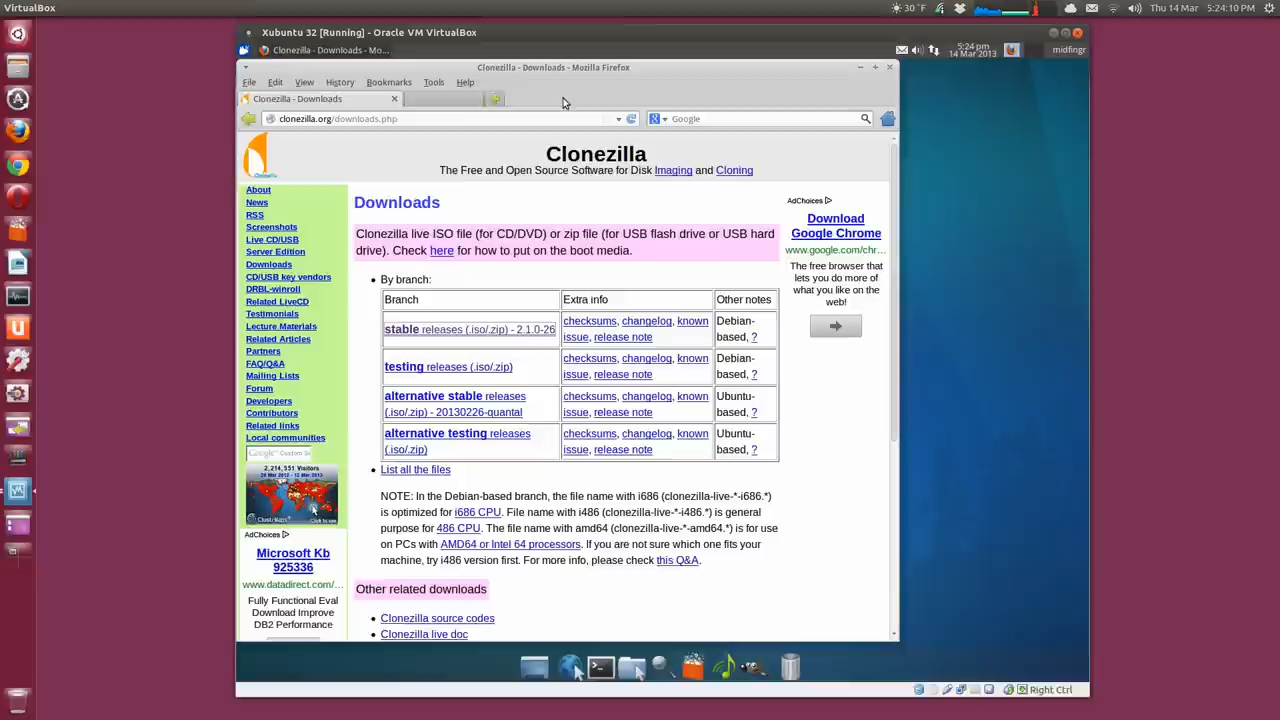 VirtualBox
30 °F
Thu 14 Mar
5:24:10 PM
Xubuntu 32 [Running] - Oracle VM VirtualBox
Clonezilla - Downloads - Mo...
5:24 pm
14 Mar 2013
midfingr
Clonezilla - Downloads - Mozilla Firefox
File Edit View History Bookmarks Tools Help
Clonezilla - Downloads
clonezilla.org/downloads.php
Google
Clonezilla
The Free and Open Source Software for Disk Imaging and Cloning
About
News
RSS
Screenshots
Live CD/USB
Server Edition
Downloads
CD/USB key vendors
DRBL-winroll
Related LiveCD
Testimonials
Lecture Materials
Related Articles
Partners
FAQ/Q&A
Mailing Lists
Forum
Developers
Contributors
Related links
Local communities
Google™ Custom Se
2,214,551 Visitors
AdChoices
Microsoft Kb
925336
www.datadirect.com/...
Fully Functional Eval
Download Improve
DB2 Performance
Downloads
Clonezilla live ISO file (for CD/DVD) or zip file (for USB flash drive or USB hard
drive). Check here for how to put on the boot media.
By branch:
Branch Extra info Other notes
stable releases (.iso/.zip) - 2.1.0-26
checksums, changelog, known
issue, release note
Debian-
based, ?
testing releases (.iso/.zip)
checksums, changelog, known
issue, release note
Debian-
based, ?
alternative stable releases
(.iso/.zip) - 20130226-quantal
checksums, changelog, known
issue, release note
Ubuntu-
based, ?
alternative testing releases
(.iso/.zip)
checksums, changelog, known
issue, release note
Ubuntu-
based, ?
List all the files
NOTE: In the Debian-based branch, the file name with i686 (clonezilla-live-*-i686.*)
is optimized for i686 CPU. File name with i486 (clonezilla-live-*-i486.*) is general
purpose for 486 CPU. The file name with amd64 (clonezilla-live-*-amd64.*) is for use
on PCs with AMD64 or Intel 64 processors. If you are not sure which one fits your
machine, try i486 version first. For more info, please check this Q&A.
Other related downloads
Clonezilla source codes
Clonezilla live doc
AdChoices
Download
Google Chrome
www.google.com/chr...
The free browser that
lets you do more of
what you like on the
web!
Right Ctrl